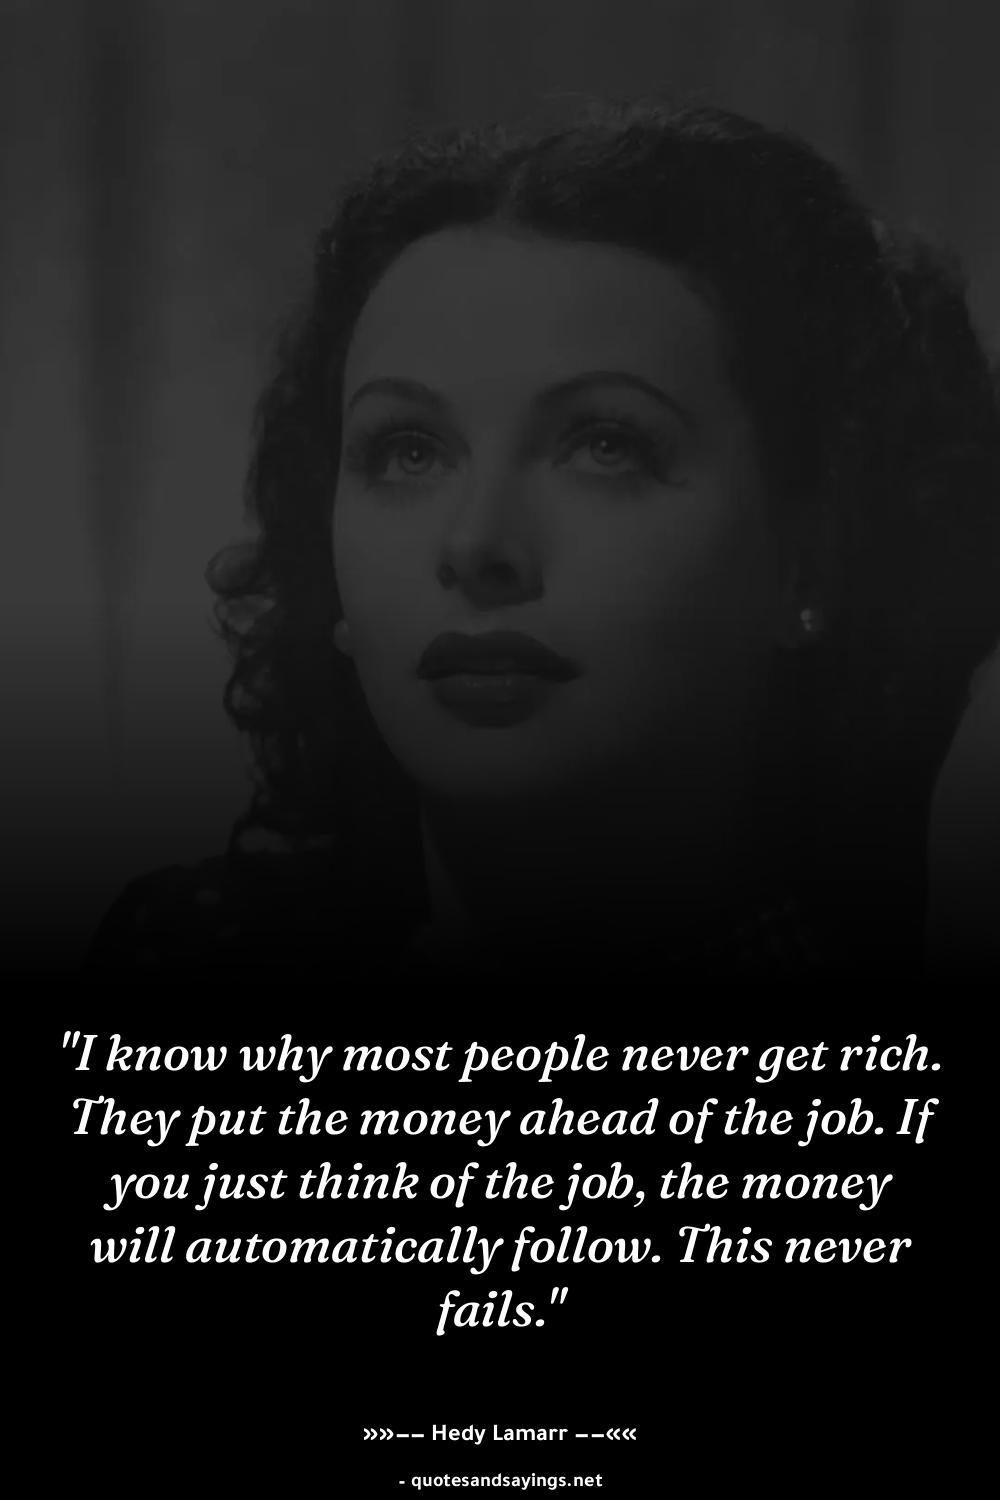 "I know why most people never get rich.
They put the money ahead of the job. If
you just think of the job, the money
will automatically follow. This never
fails."
»»–– Hedy Lamarr ––««
- quotesandsayings.net